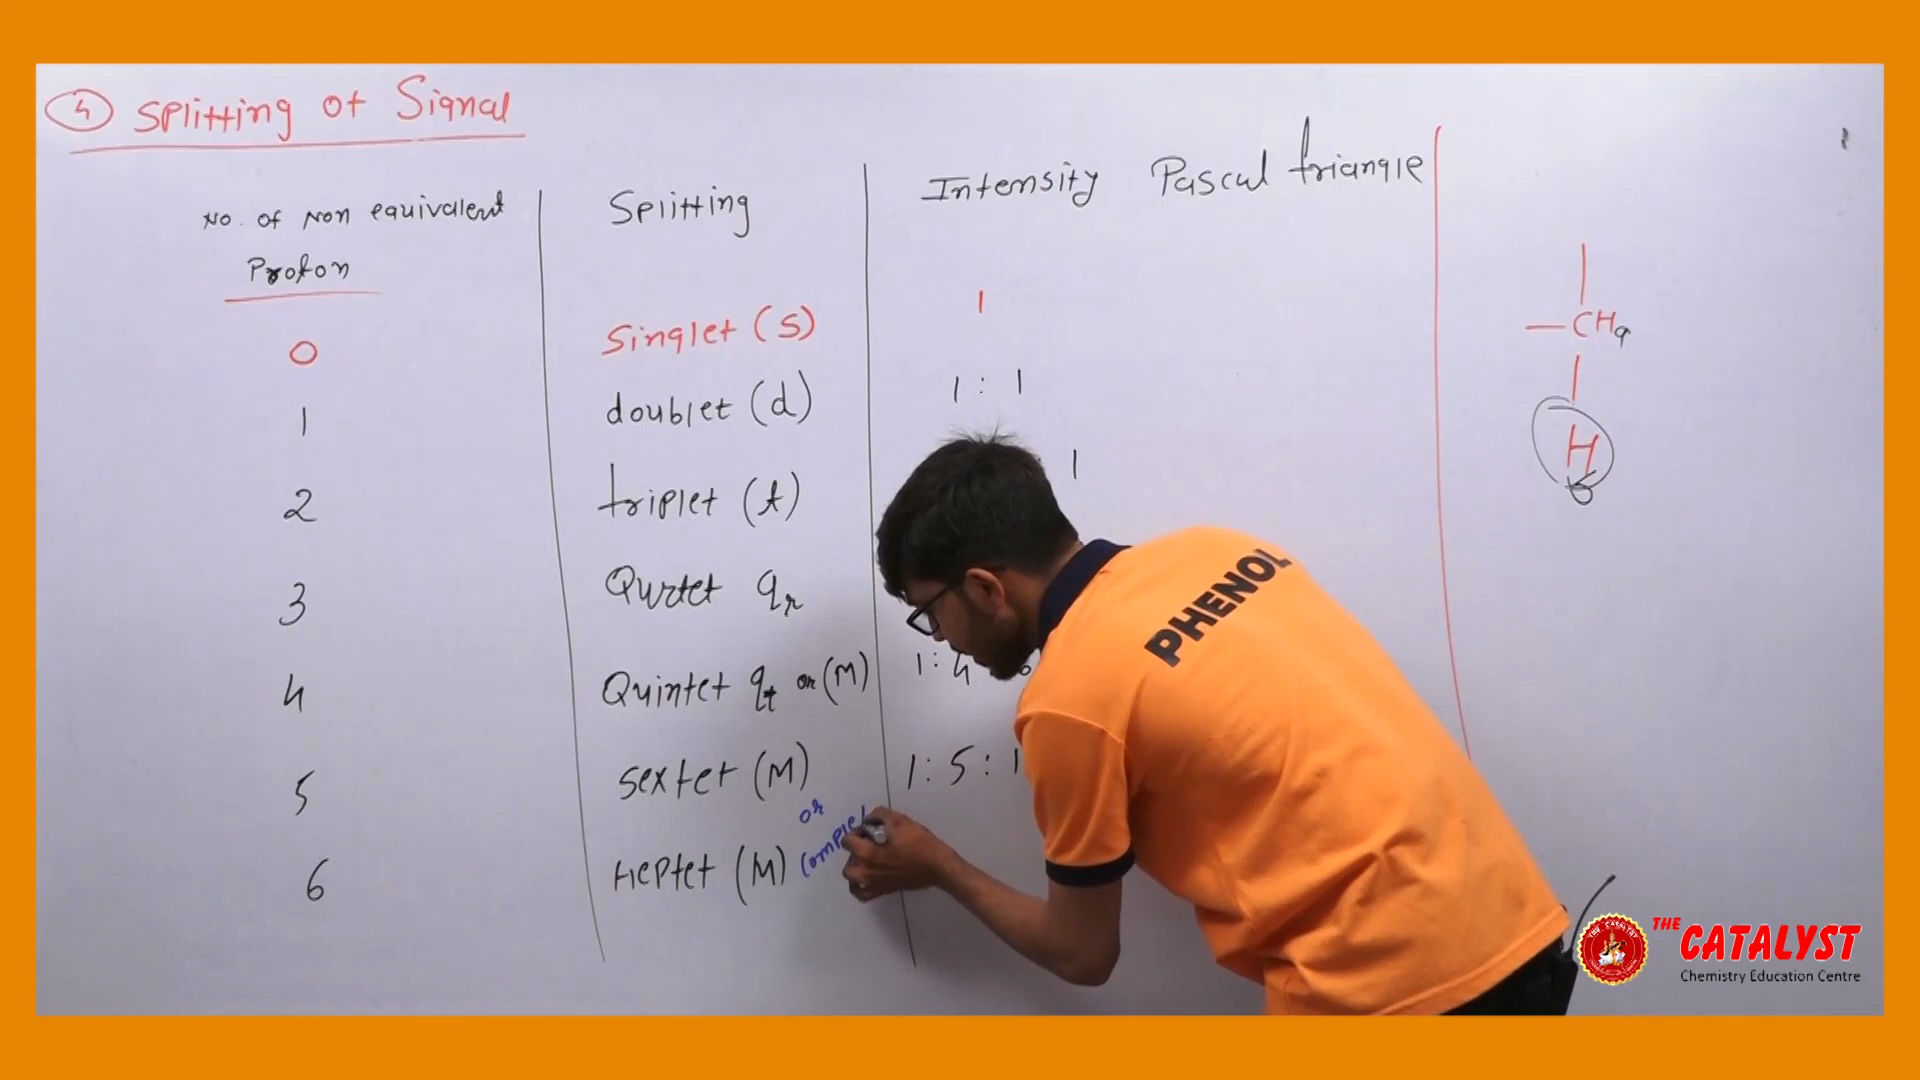 4 Splitting of Signal
No. of Non equivalent
Proton
Splitting
Intensity Pascal triangle
0 Singlet (s) 1
1 doublet (d) 1 : 1
2 triplet (t) 1
3 Qurtet qr
4 Quintet qt or (M) 1 : 4
5 sextet (M) 1 : 5 : 1
or
6 Heptet (M)
CHa
H
b
PHENOL
THE CATALYST
Chemistry Education Centre